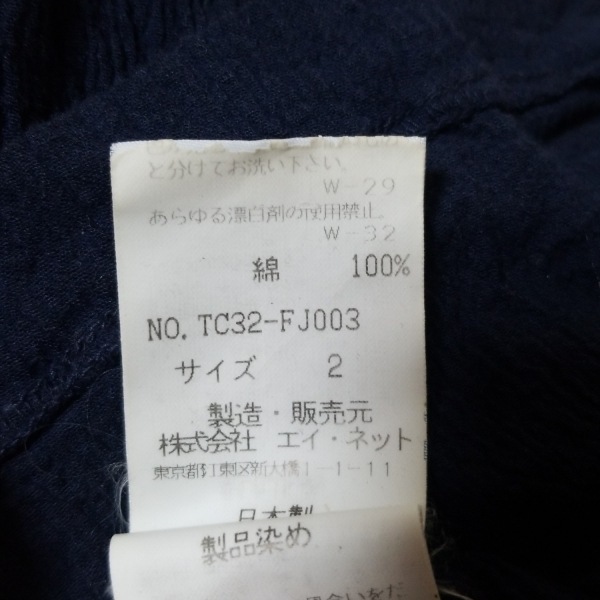 と分けてお洗い下さい。
W-29
あらゆる漂白剤の使用禁止
W-32
綿 100%
NO. TC32-FJ003
サイズ 2
製造・販売元
株式会社 エイ・ネット
東京都江東区新大橋1-1-11
日本製
製品染め